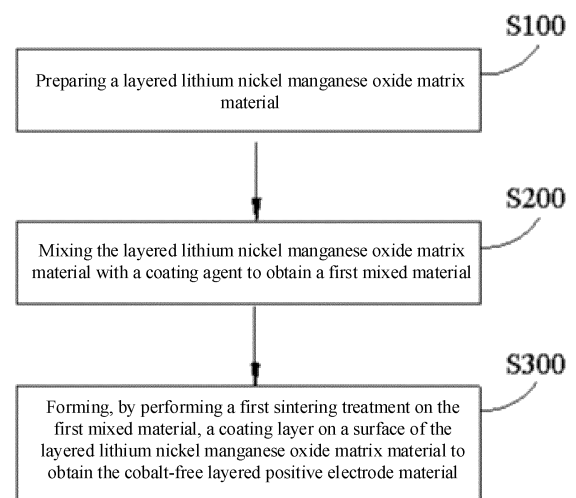 S100
Preparing a layered lithium nickel manganese oxide matrix
material
S200
Mixing the layered lithium nickel manganese oxide matrix
material with a coating agent to obtain a first mixed material
S300
Forming, by performing a first sintering treatment on the
first mixed material, a coating layer on a surface of the
layered lithium nickel manganese oxide matrix material to
obtain the cobalt-free layered positive electrode material